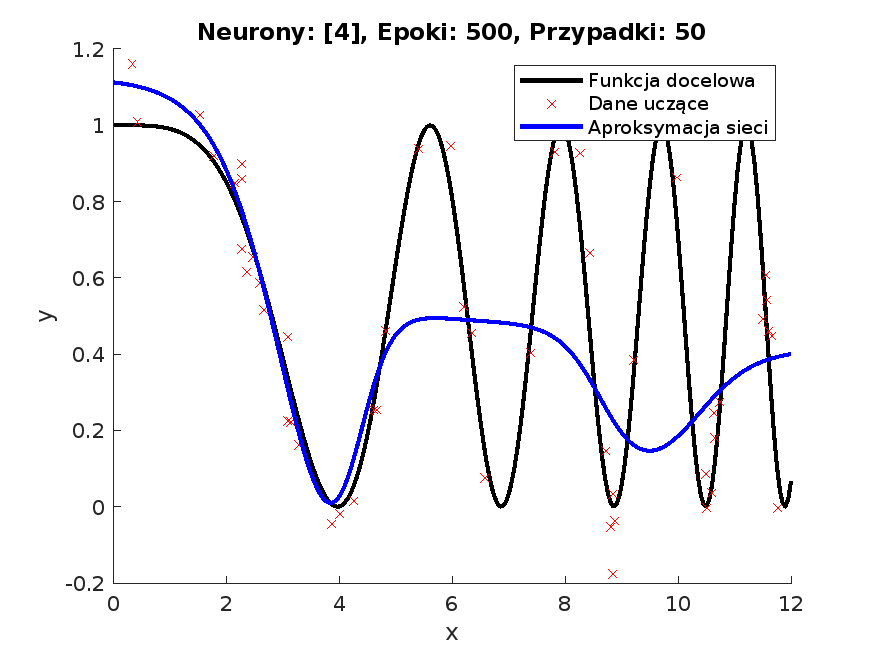 Neurony: [4], Epoki: 500, Przypadki: 50
1.2
1
0.8
0.6
0.4
0.2
0
-0.2
y
Funkcja docelowa
Dane uczące
Aproksymacja sieci
0 2 4 6 8 10 12
x